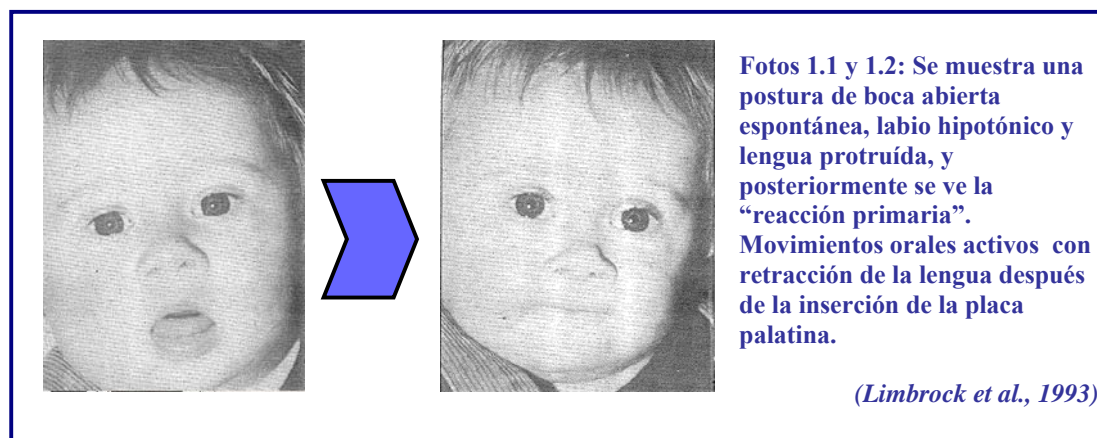 Fotos 1.1 y 1.2: Se muestra una
postura de boca abierta
espontánea, labio hipotónico y
lengua protruída, y
posteriormente se ve la
“reacción primaria”.
Movimientos orales activos con
retracción de la lengua después
de la inserción de la placa
palatina.
(Limbrock et al., 1993)